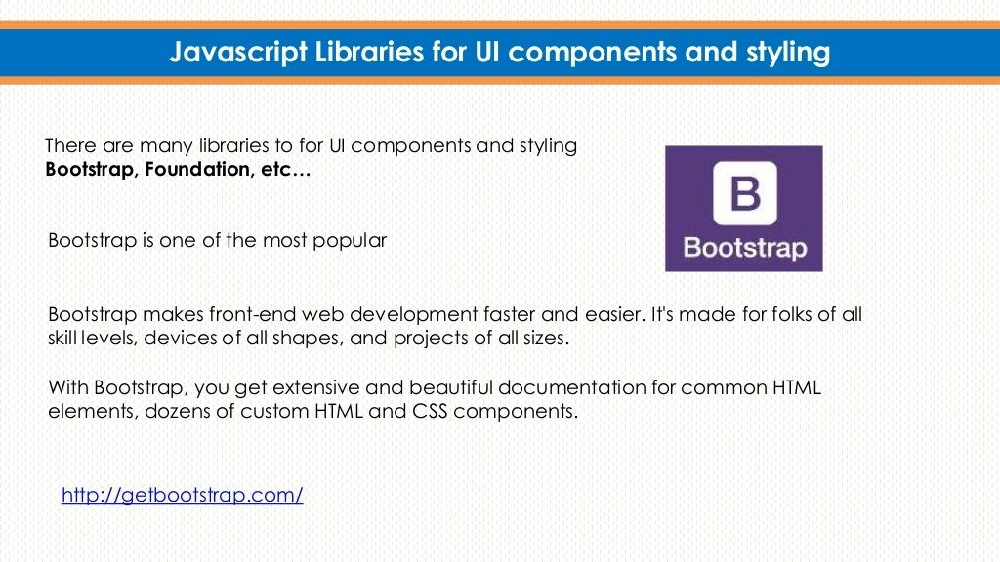 Javascript Libraries for UI components and styling
There are many libraries to for UI components and styling
Bootstrap, Foundation, etc…
B
Bootstrap
Bootstrap is one of the most popular
Bootstrap makes front-end web development faster and easier. It's made for folks of all
skill levels, devices of all shapes, and projects of all sizes.
With Bootstrap, you get extensive and beautiful documentation for common HTML
elements, dozens of custom HTML and CSS components.
http://getbootstrap.com/